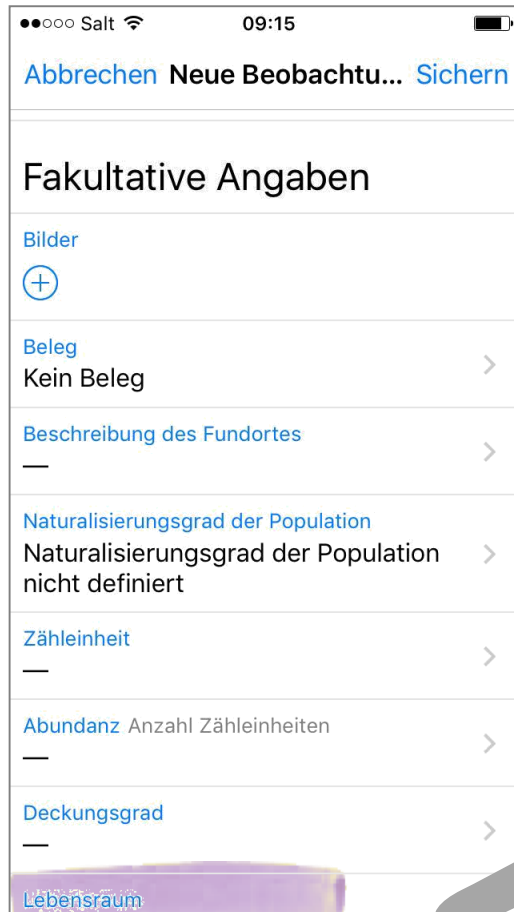 Salt 09:15
Abbrechen Neue Beobachtu... Sichern
Fakultative Angaben
Bilder
Beleg
Kein Beleg
Beschreibung des Fundortes
—
Naturalisierungsgrad der Population
Naturalisierungsgrad der Population
nicht definiert
Zähleinheit
—
Abundanz Anzahl Zähleinheiten
—
Deckungsgrad
—
Lebensraum